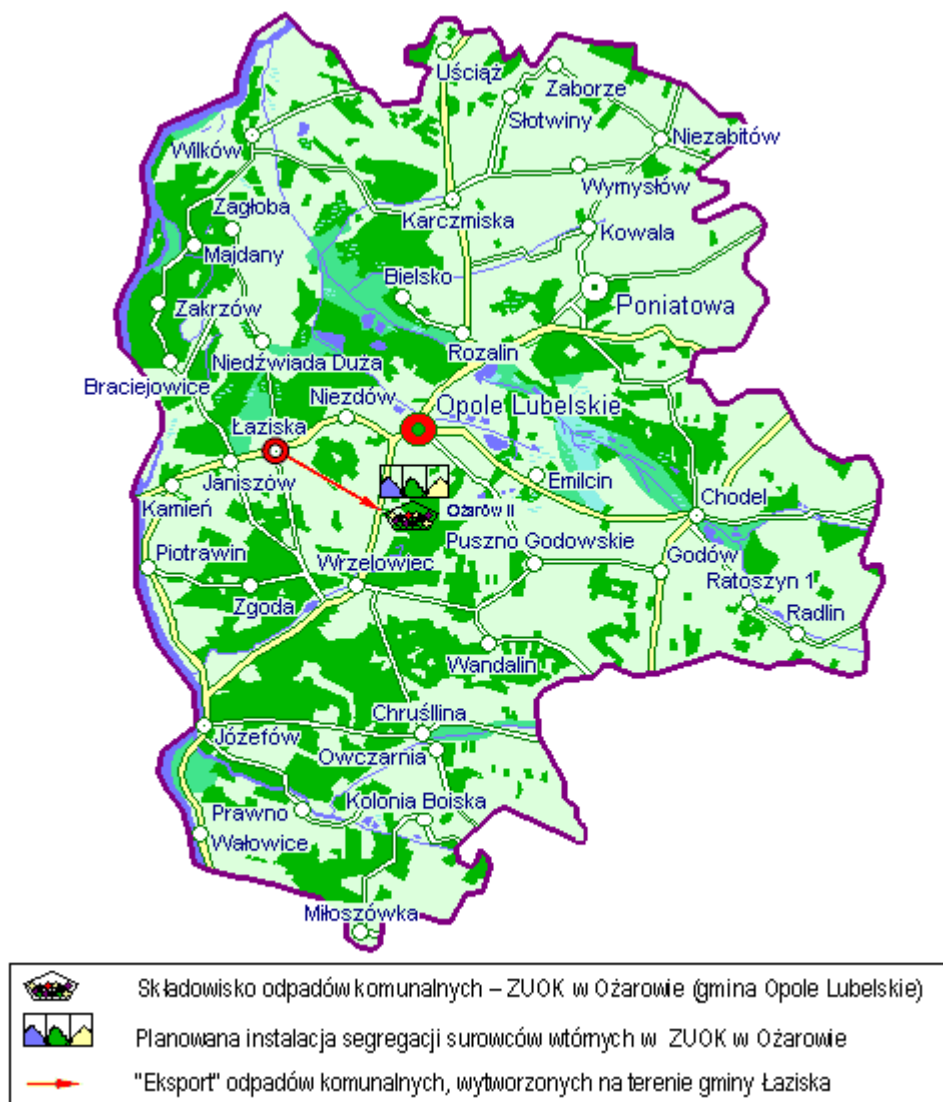 Uściąż
Zaborze
Słotwiny
Niezabitów
Wilków
Wymysłów
Zagłoba
Karczmiska
Kowala
Majdany
Bielsko
Poniatowa
Zakrzów
Rozalin
Niedźwiada Duża
Braciejowice
Niezdów
Opole Lubelskie
Łaziska
Janiszów
Emilcin
Chodel
Kamień
Ożarów II
Puszno Godowskie
Piotrawin
Wrzelowiec
Godów
Ratoszyn 1
Zgoda
Radlin
Wandalin
Chruśllina
Józefów
Owczarnia
Kolonia Boiska
Prawno
Wałowice
Miłoszówka
Składowisko odpadów komunalnych – ZUOK w Ożarowie (gmina Opole Lubelskie)
Planowana instalacja segregacji surowców wtórnych w ZUOK w Ożarowie
"Eksport" odpadów komunalnych, wytworzonych na terenie gminy Łaziska